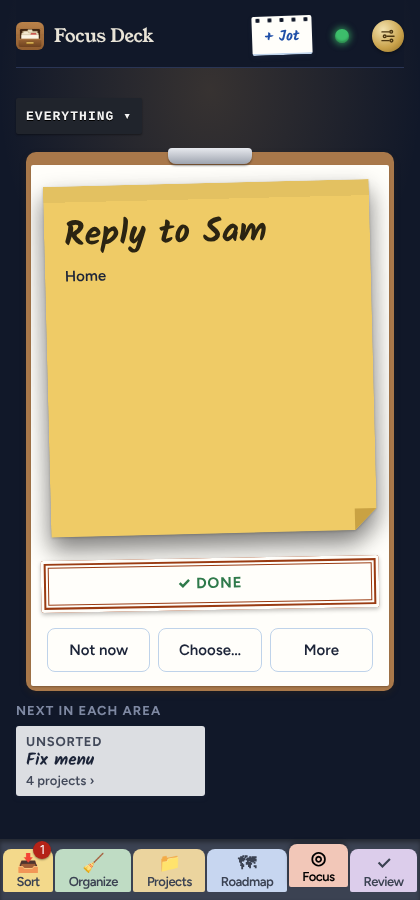 Focus Deck
+ Jot
EVERYTHING ▾
Reply to Sam
Home
✓ DONE
Not now
Choose...
More
NEXT IN EACH AREA
UNSORTED
Fix menu
4 projects ›
1
Sort
Organize
Projects
Roadmap
Focus
Review